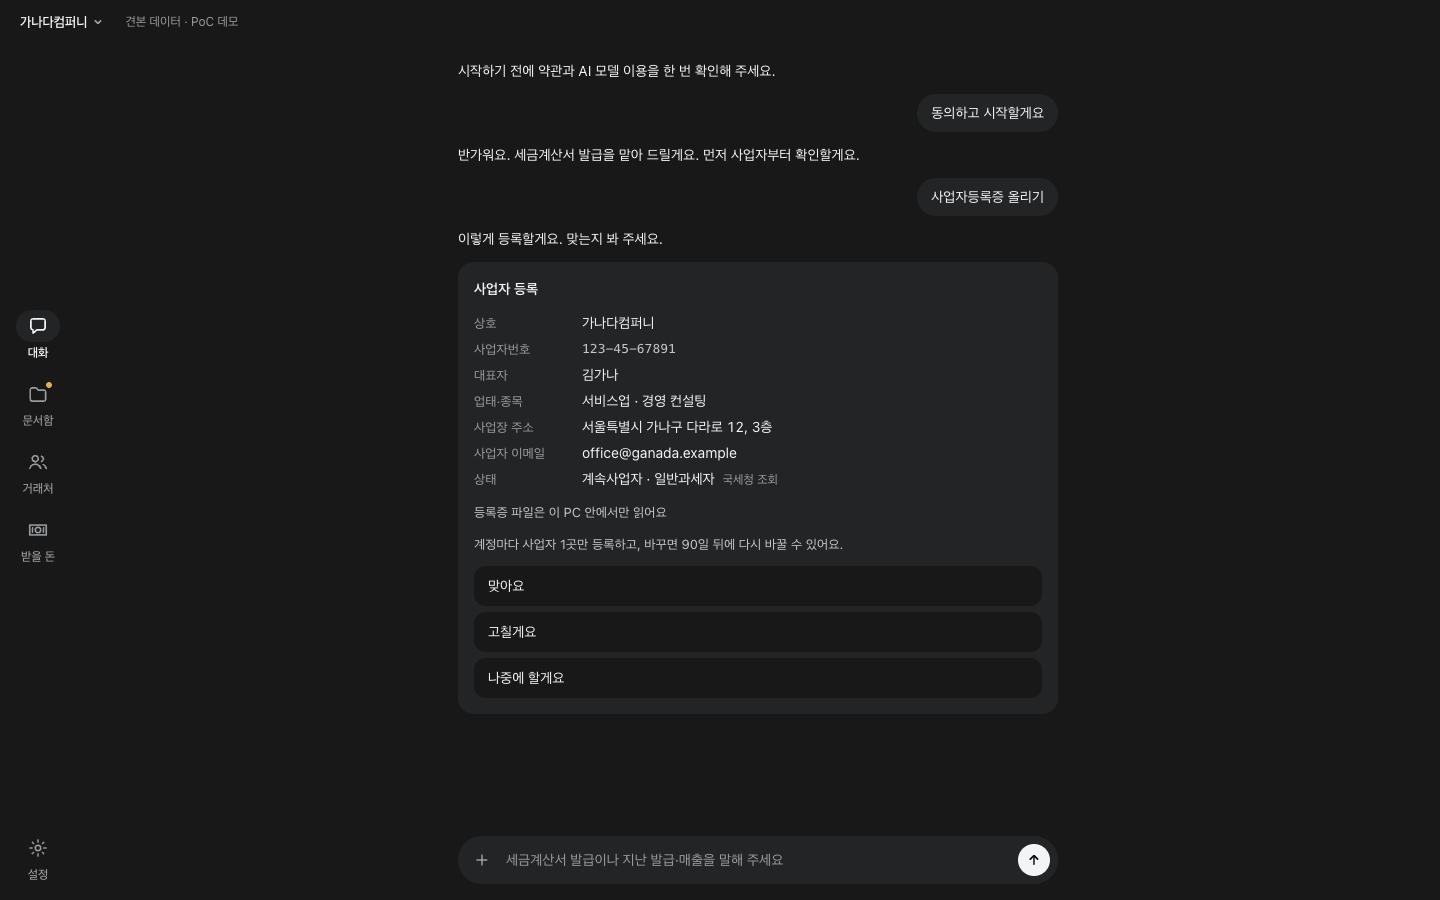 가나다컴퍼니
견본 데이터 · PoC 데모
시작하기 전에 약관과 AI 모델 이용을 한 번 확인해 주세요.
동의하고 시작할게요
반가워요. 세금계산서 발급을 맡아 드릴게요. 먼저 사업자부터 확인할게요.
사업자등록증 올리기
이렇게 등록할게요. 맞는지 봐 주세요.
사업자 등록
상호 가나다컴퍼니
사업자번호 123-45-67891
대표자 김가나
업태·종목 서비스업 · 경영 컨설팅
사업장 주소 서울특별시 가나구 다라로 12, 3층
사업자 이메일 office@ganada.example
상태 계속사업자 · 일반과세자 국세청 조회
등록증 파일은 이 PC 안에서만 읽어요
계정마다 사업자 1곳만 등록하고, 바꾸면 90일 뒤에 다시 바꿀 수 있어요.
맞아요
고칠게요
나중에 할게요
대화
문서함
거래처
받을 돈
설정
세금계산서 발급이나 지난 발급·매출을 말해 주세요